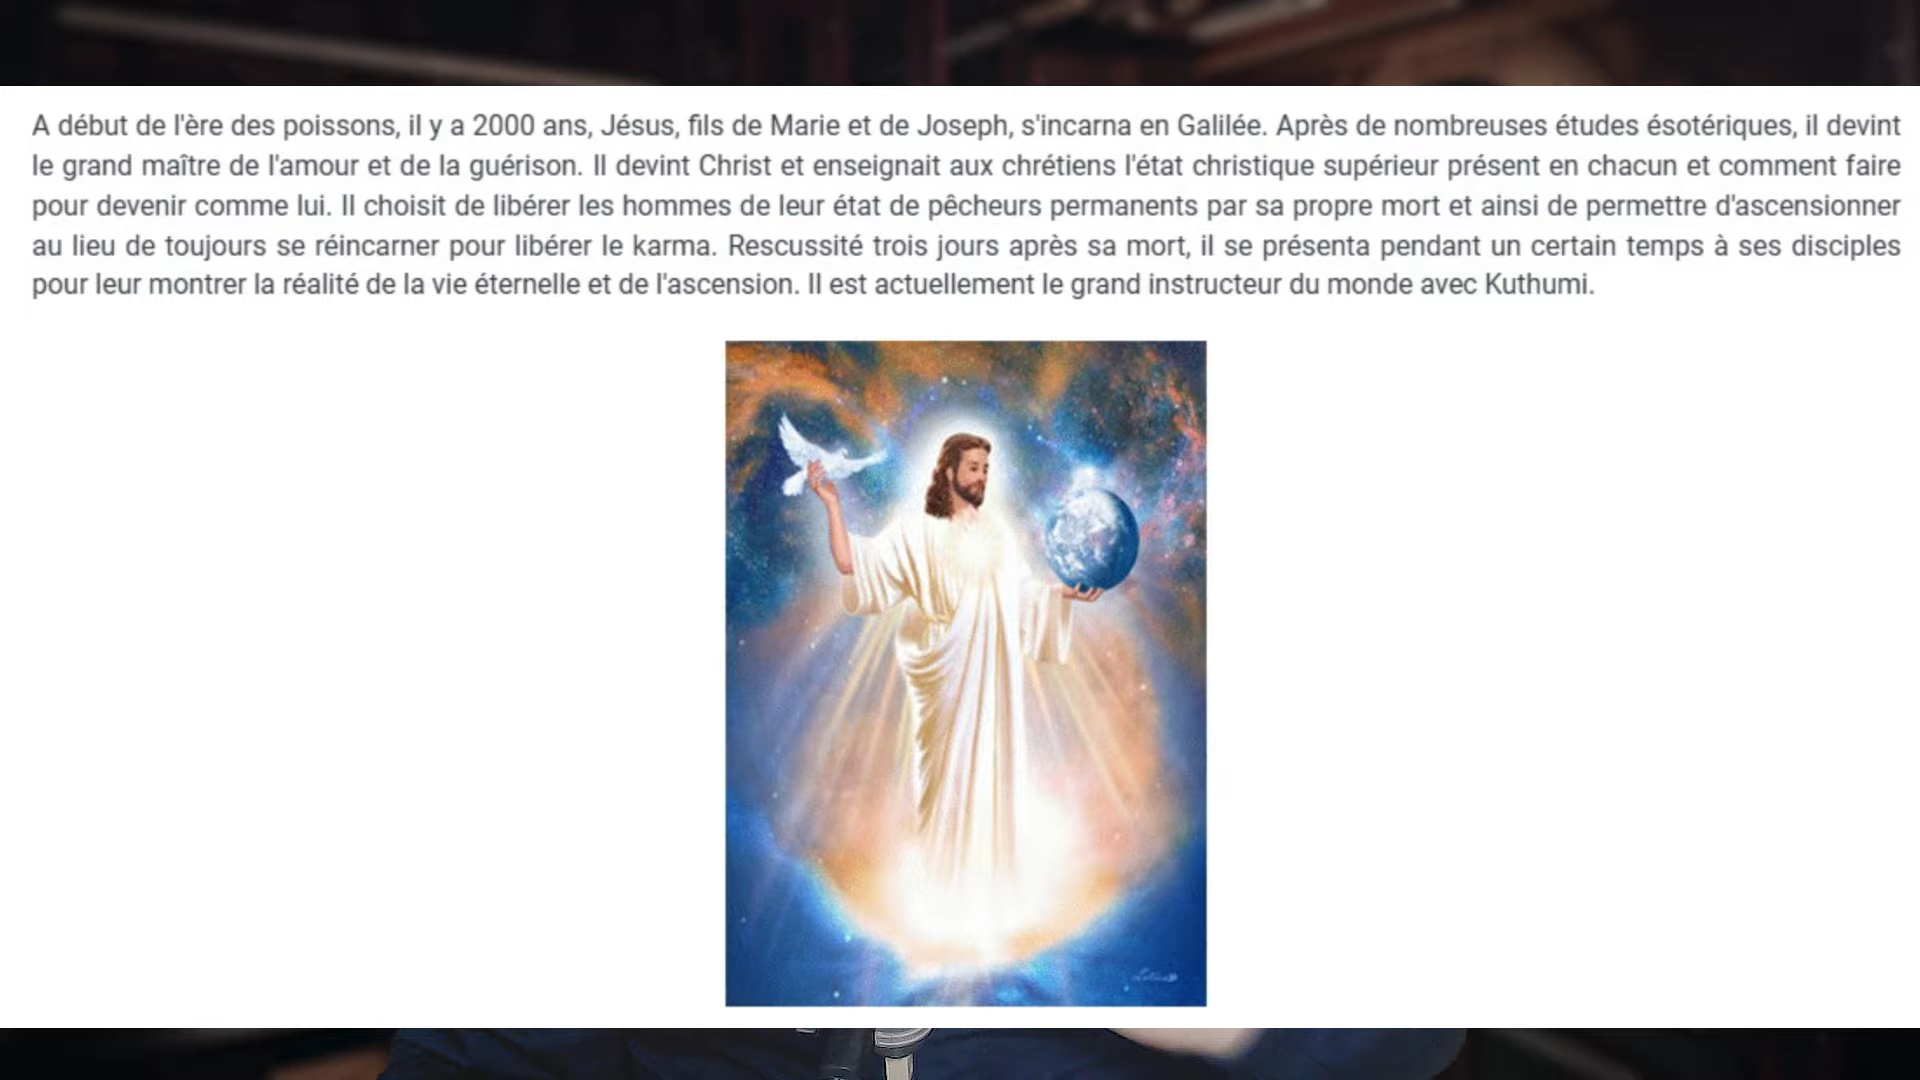 A début de l'ère des poissons, il y a 2000 ans, Jésus, fils de Marie et de Joseph, s'incarna en Galilée. Après de nombreuses études ésotériques, il devint
le grand maître de l'amour et de la guérison. Il devint Christ et enseignait aux chrétiens l'état christique supérieur présent en chacun et comment faire
pour devenir comme lui. Il choisit de libérer les hommes de leur état de pêcheurs permanents par sa propre mort et ainsi de permettre d'ascensionner
au lieu de toujours se réincarner pour libérer le karma. Rescussité trois jours après sa mort, il se présenta pendant un certain temps à ses disciples
pour leur montrer la réalité de la vie éternelle et de l'ascension. Il est actuellement le grand instructeur du monde avec Kuthumi.